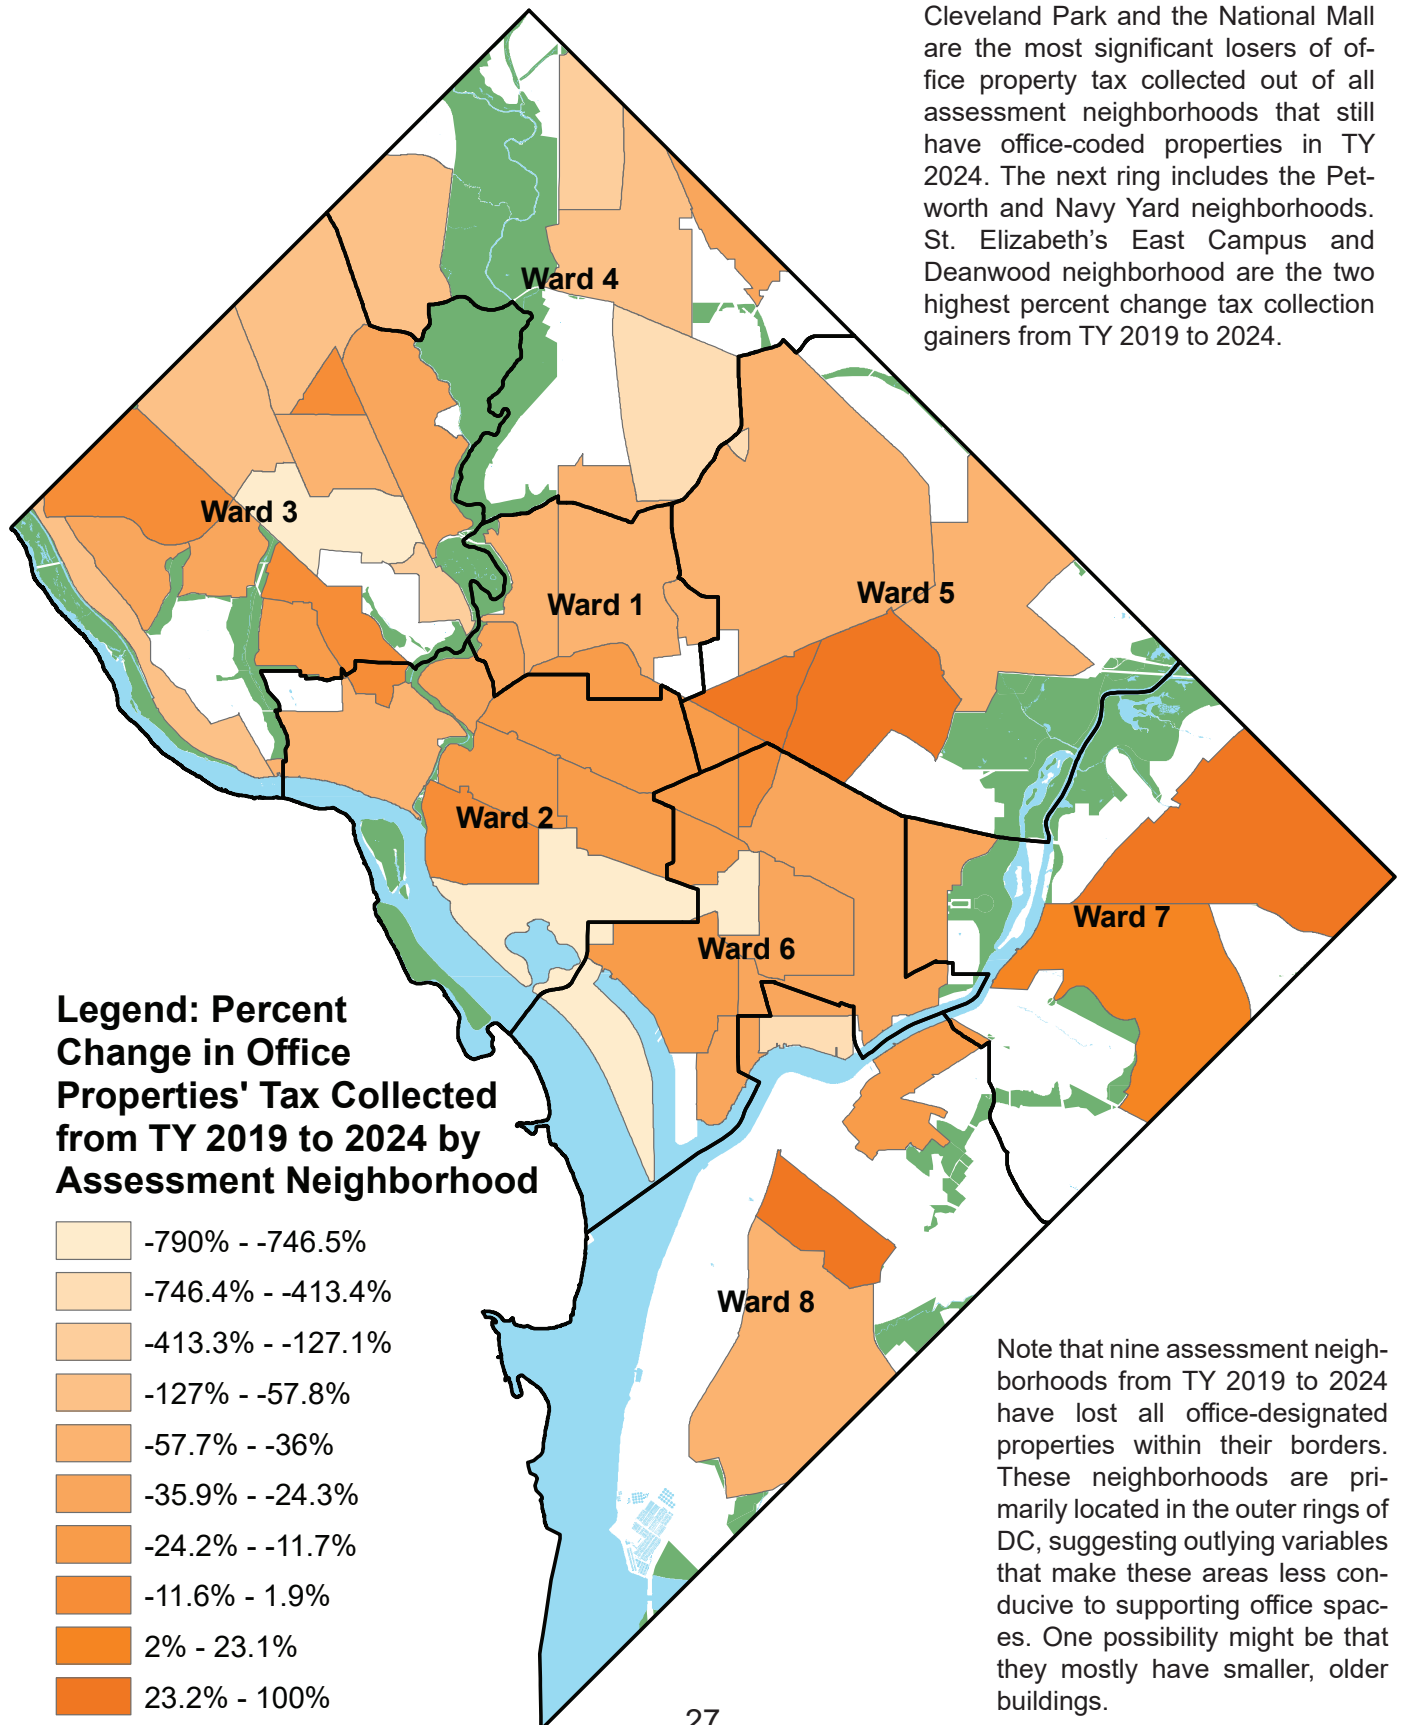 Cleveland Park and the National Mall
are the most significant losers of of-
fice property tax collected out of all
assessment neighborhoods that still
have office-coded properties in TY
2024. The next ring includes the Pet-
worth and Navy Yard neighborhoods.
St. Elizabeth’s East Campus and
Deanwood neighborhood are the two
highest percent change tax collection
gainers from TY 2019 to 2024.
Ward 4
Ward 3
Ward 5
Ward 1
Ward 2
Ward 7
Ward 6
Ward 8
Legend: Percent
Change in Office
Properties' Tax Collected
from TY 2019 to 2024 by
Assessment Neighborhood
-790% - -746.5%
-746.4% - -413.4%
-413.3% - -127.1%
-127% - -57.8%
-57.7% - -36%
-35.9% - -24.3%
-24.2% - -11.7%
-11.6% - 1.9%
2% - 23.1%
23.2% - 100%
Note that nine assessment neigh-
borhoods from TY 2019 to 2024
have lost all office-designated
properties within their borders.
These neighborhoods are pri-
marily located in the outer rings of
DC, suggesting outlying variables
that make these areas less con-
ducive to supporting office spac-
es. One possibility might be that
they mostly have smaller, older
buildings.
27